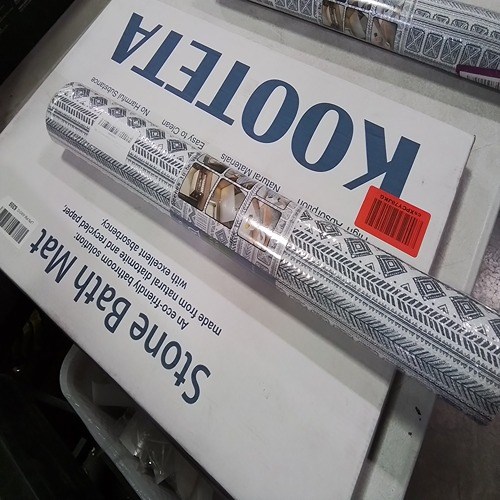 KOOTETA
High Absorption
Natural Materials
Easy to Clean
No Harmful Substance
Stone Bath Mat
An eco-friendly bathroom solution
made from natural diatomite and recycled paper,
with excellent absorbency.